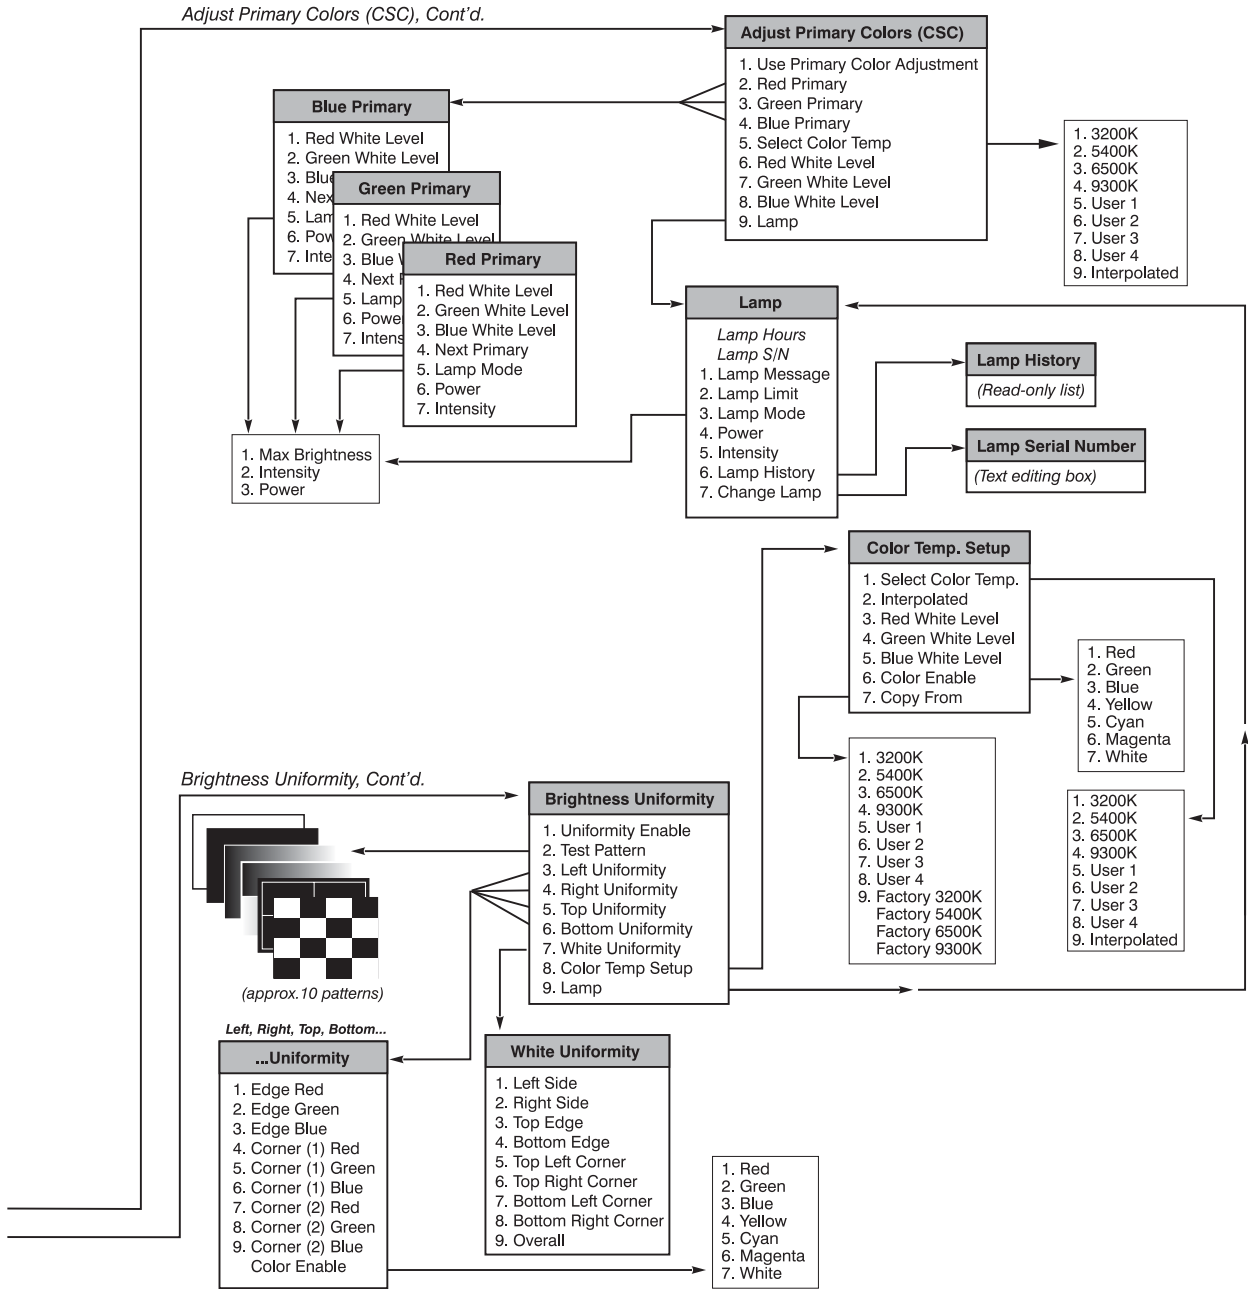 Adjust Primary Colors (CSC), Cont'd.
Adjust Primary Colors (CSC)
1. Use Primary Color Adjustment
2. Red Primary
3. Green Primary
4. Blue Primary
5. Select Color Temp
6. Red White Level
7. Green White Level
8. Blue White Level
9. Lamp
1. 3200K
2. 5400K
3. 6500K
4. 9300K
5. User 1
6. User 2
7. User 3
8. User 4
9. Interpolated
Blue Primary
1. Red White Level
2. Green White Level
3. Blue
4. Nex
5. Lam
6. Pow
7. Inte
Green Primary
1. Red White Level
2. Green White Level
3. Blue W
4. Next P
5. Lamp
6. Power
7. Intens
Red Primary
1. Red White Level
2. Green White Level
3. Blue White Level
4. Next Primary
5. Lamp Mode
6. Power
7. Intensity
1. Max Brightness
2. Intensity
3. Power
Lamp
Lamp Hours
Lamp S/N
1. Lamp Message
2. Lamp Limit
3. Lamp Mode
4. Power
5. Intensity
6. Lamp History
7. Change Lamp
Lamp History
(Read-only list)
Lamp Serial Number
(Text editing box)
Color Temp. Setup
1. Select Color Temp.
2. Interpolated
3. Red White Level
4. Green White Level
5. Blue White Level
6. Color Enable
7. Copy From
1. Red
2. Green
3. Blue
4. Yellow
5. Cyan
6. Magenta
7. White
1. 3200K
2. 5400K
3. 6500K
4. 9300K
5. User 1
6. User 2
7. User 3
8. User 4
9. Factory 3200K
Factory 5400K
Factory 6500K
Factory 9300K
1. 3200K
2. 5400K
3. 6500K
4. 9300K
5. User 1
6. User 2
7. User 3
8. User 4
9. Interpolated
Brightness Uniformity, Cont'd.
Brightness Uniformity
1. Uniformity Enable
2. Test Pattern
3. Left Uniformity
4. Right Uniformity
5. Top Uniformity
6. Bottom Uniformity
7. White Uniformity
8. Color Temp Setup
9. Lamp
(approx.10 patterns)
Left, Right, Top, Bottom...
...Uniformity
1. Edge Red
2. Edge Green
3. Edge Blue
4. Corner (1) Red
5. Corner (1) Green
6. Corner (1) Blue
7. Corner (2) Red
8. Corner (2) Green
9. Corner (2) Blue
Color Enable
White Uniformity
1. Left Side
2. Right Side
3. Top Edge
4. Bottom Edge
5. Top Left Corner
6. Top Right Corner
7. Bottom Left Corner
8. Bottom Right Corner
9. Overall
1. Red
2. Green
3. Blue
4. Yellow
5. Cyan
6. Magenta
7. White